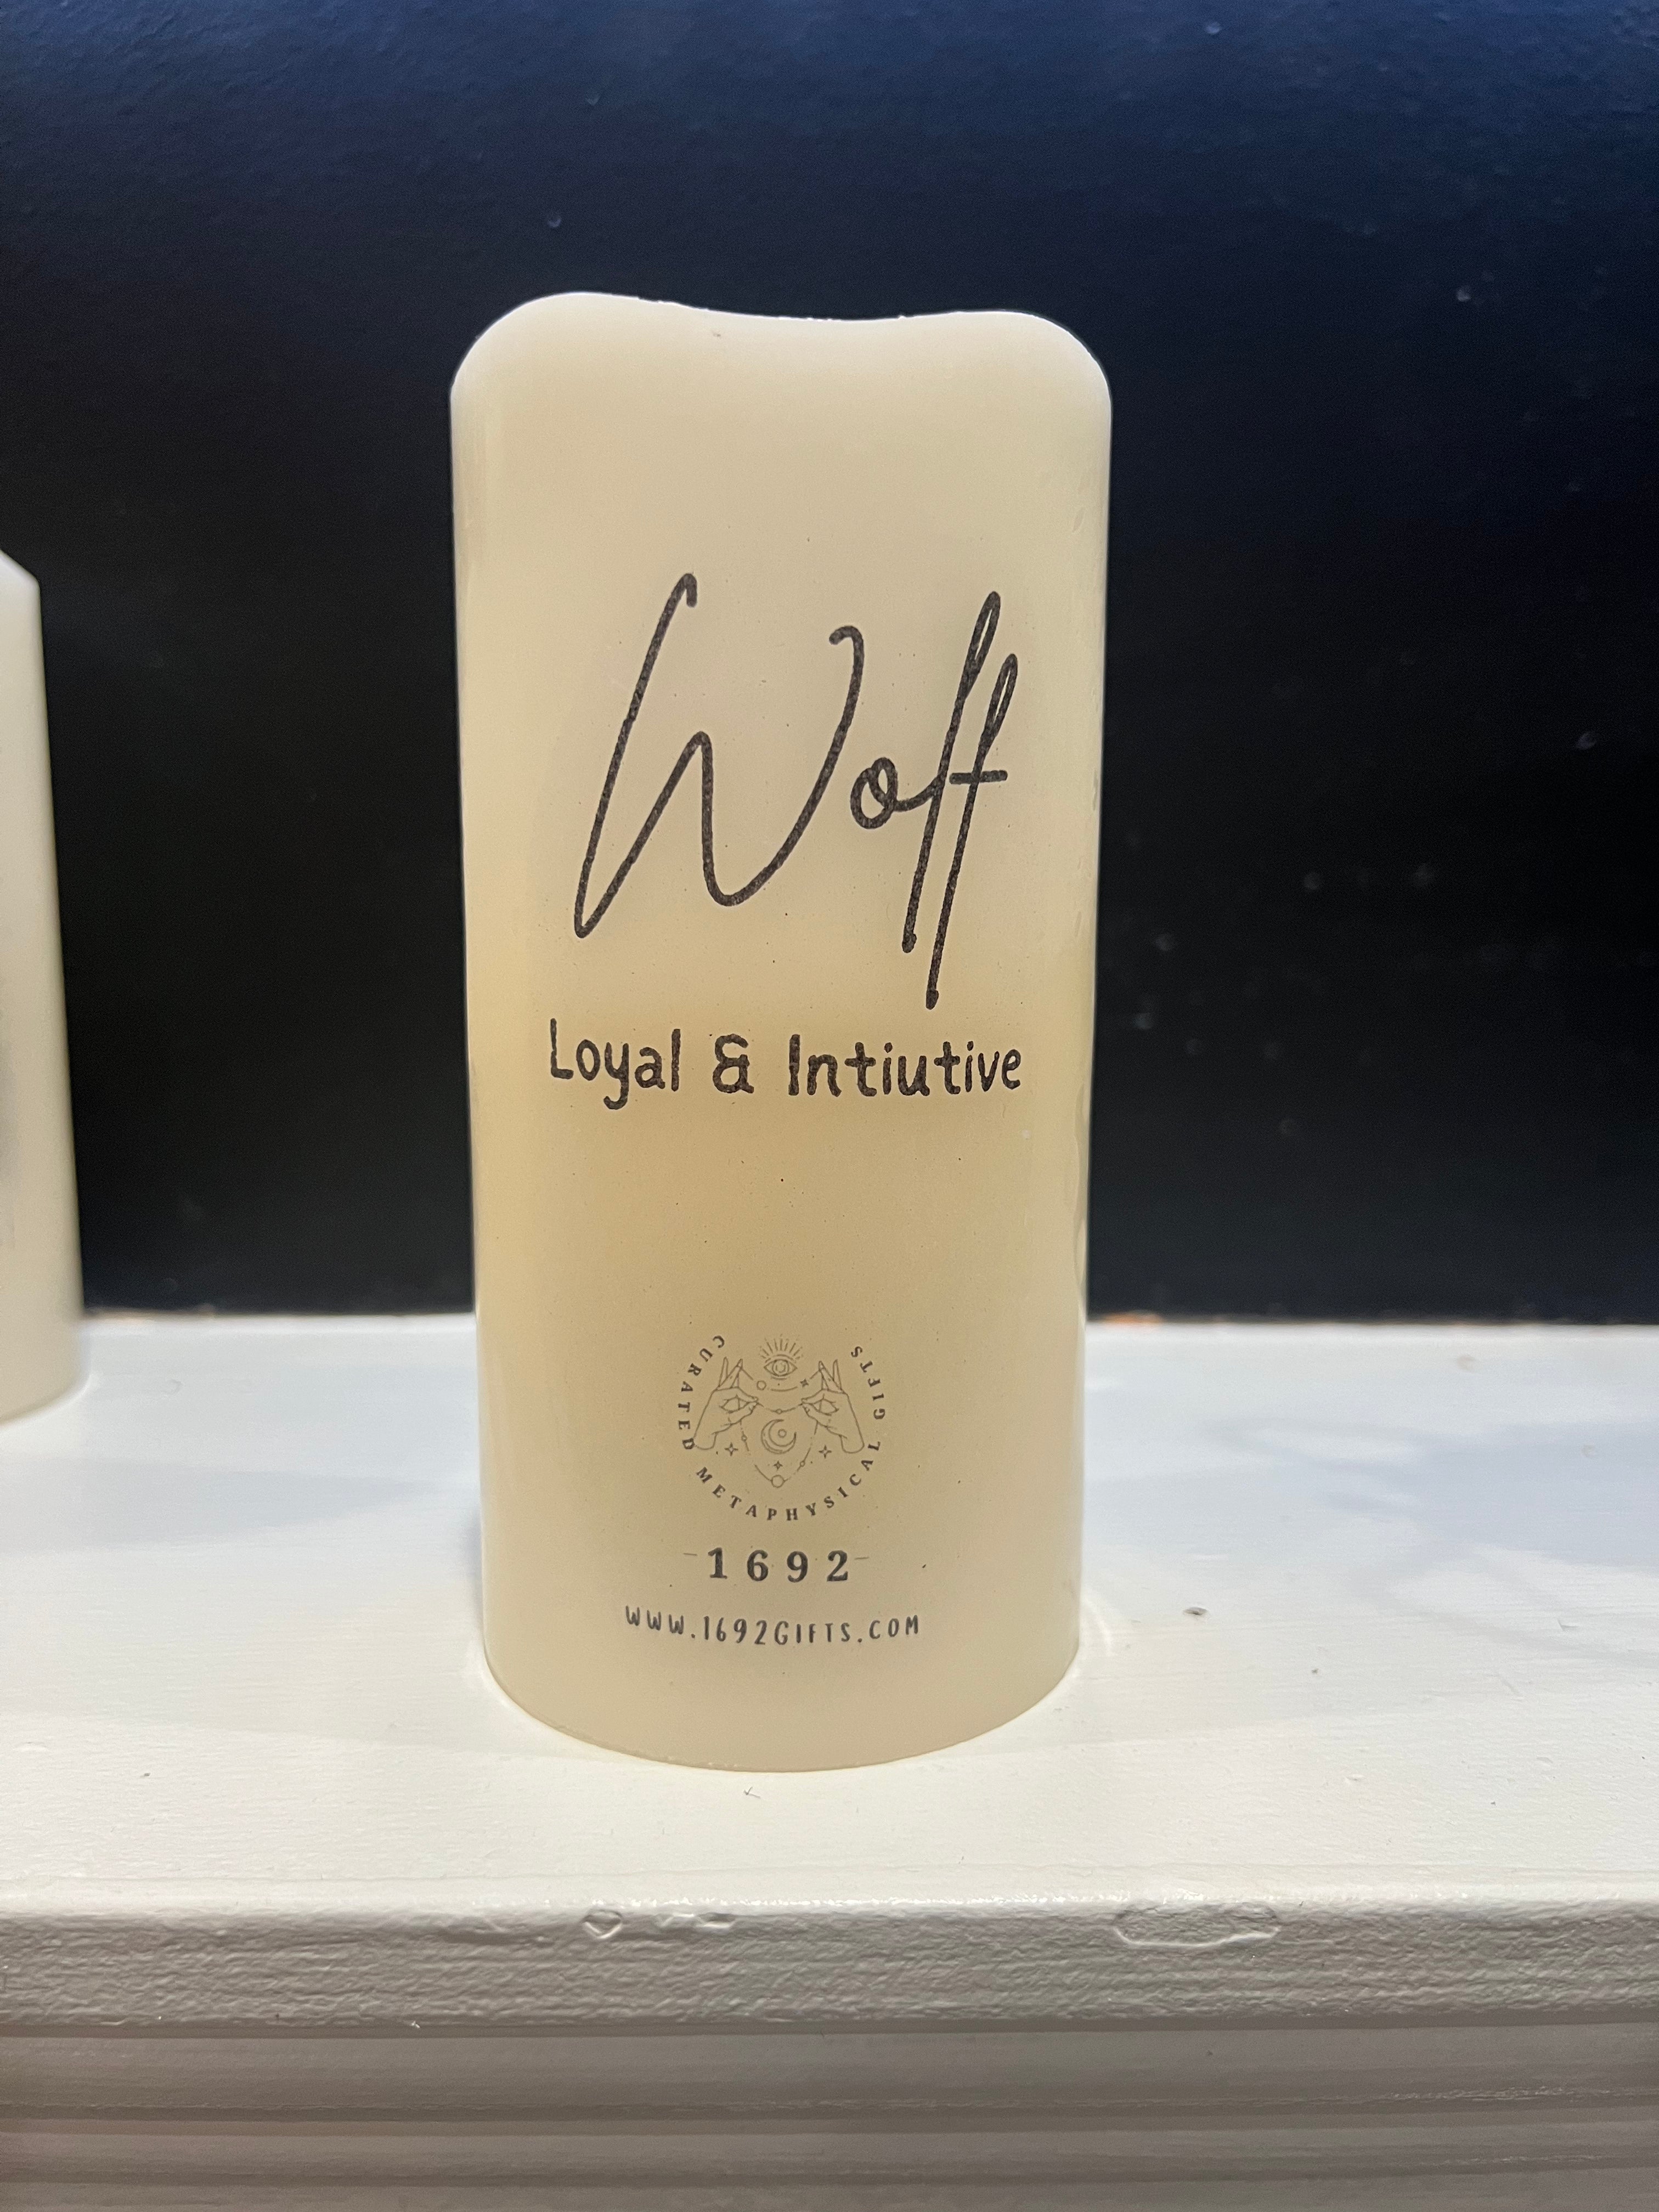 Wolf
Loyal & Intiutive
CURATED METAPHYSICAL GIFTS
-1692-
WWW.1692GIFTS.COM